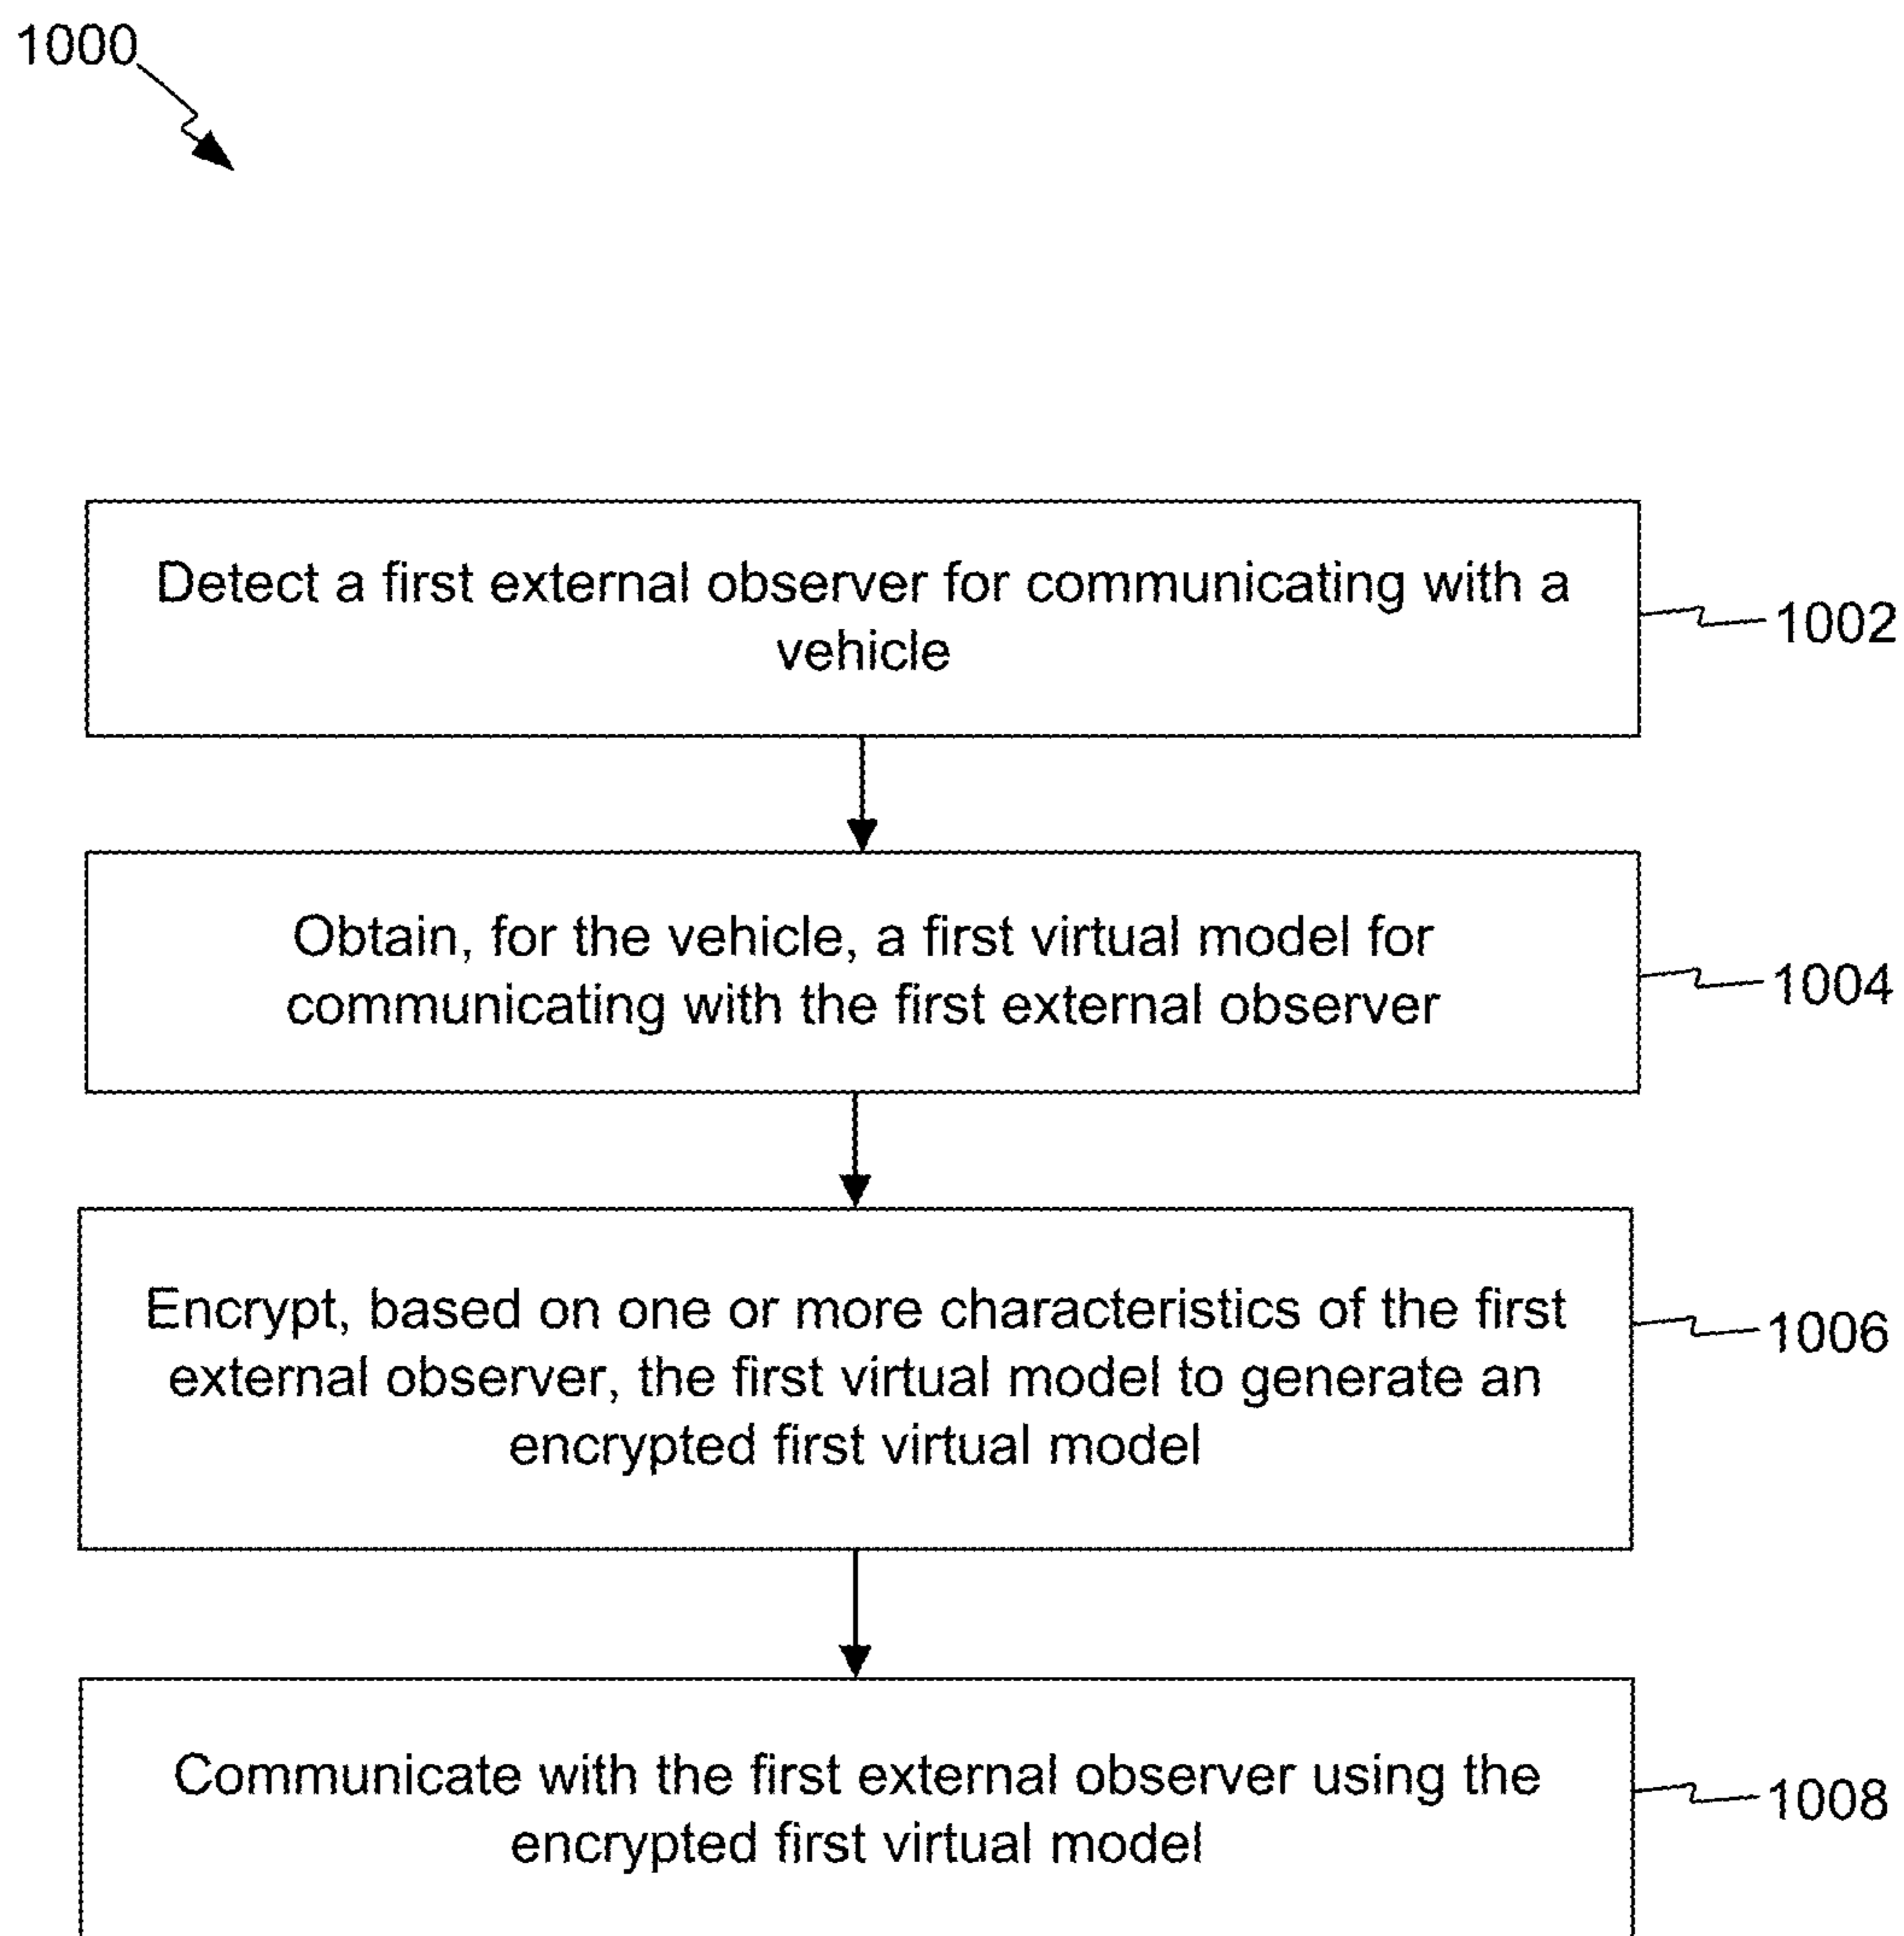 1000
Detect a first external observer for communicating with a
vehicle
1002
Obtain, for the vehicle, a first virtual model for
communicating with the first external observer
1004
Encrypt, based on one or more characteristics of the first
external observer, the first virtual model to generate an
encrypted first virtual model
1006
Communicate with the first external observer using the
encrypted first virtual model
1008